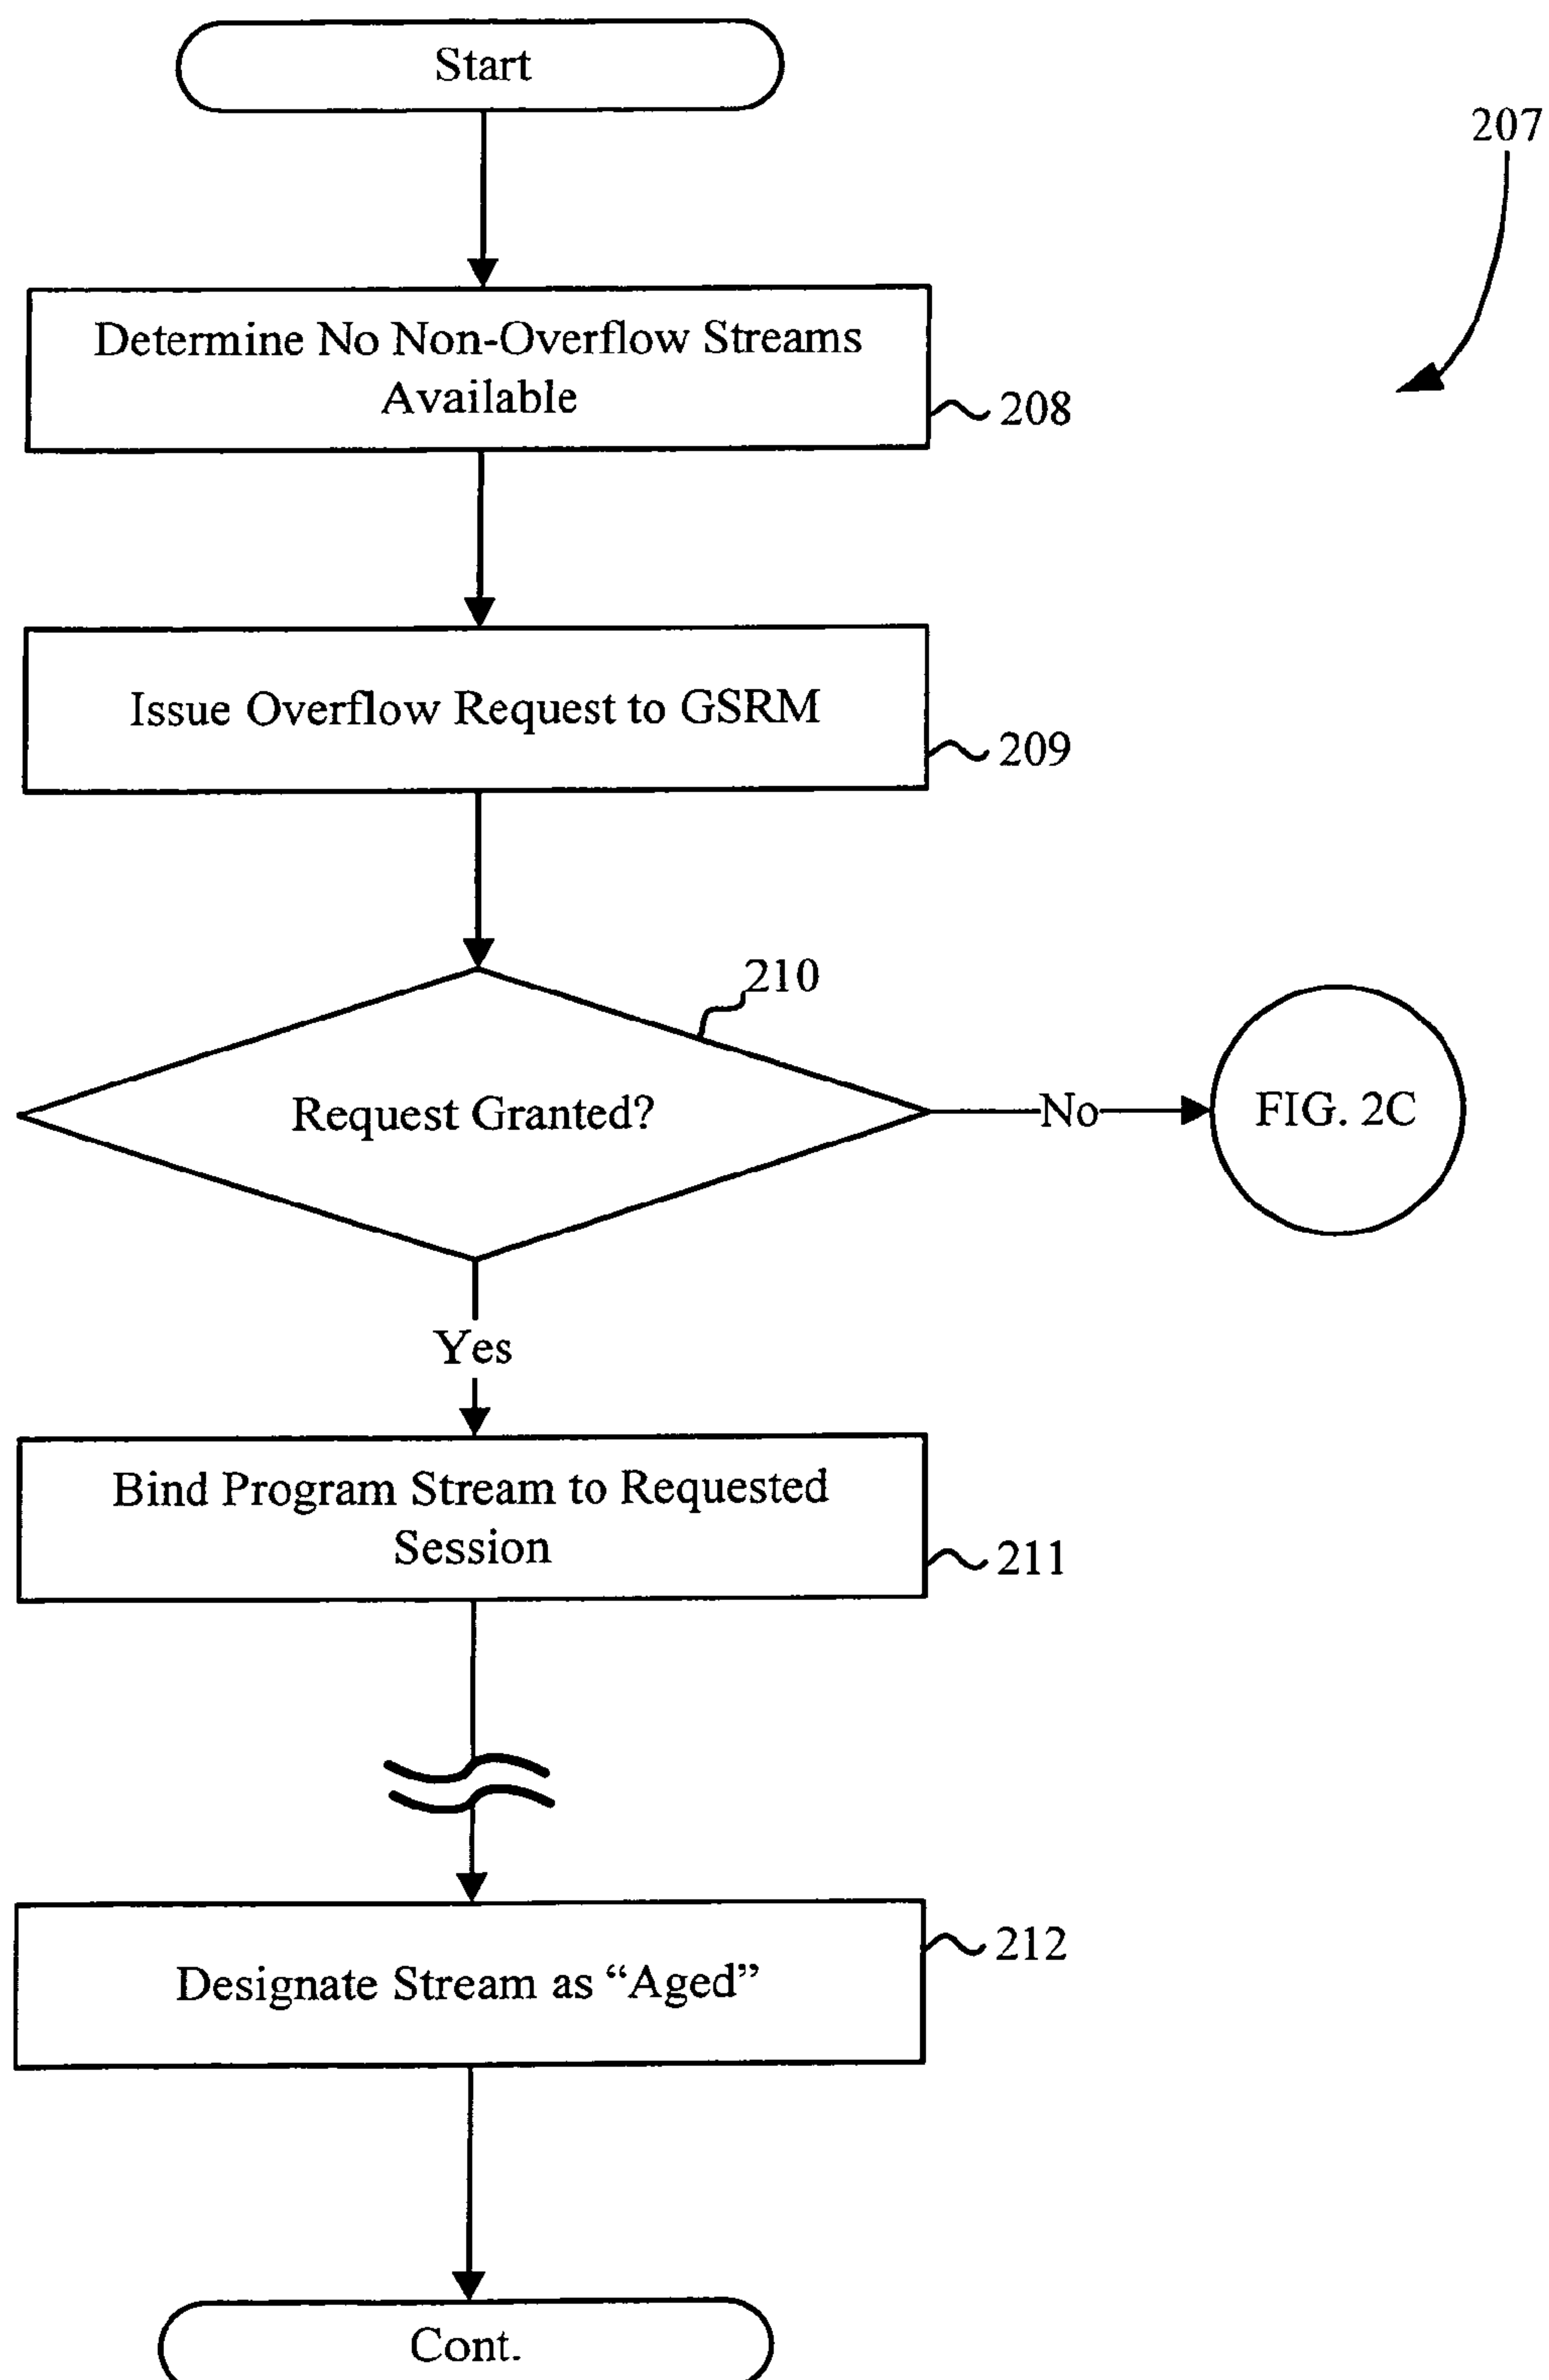 Start
207
Determine No Non-Overflow Streams
Available
208
Issue Overflow Request to GSRM
209
210
Request Granted?
No
FIG. 2C
Yes
Bind Program Stream to Requested
Session
211
212
Designate Stream as “Aged”
Cont.